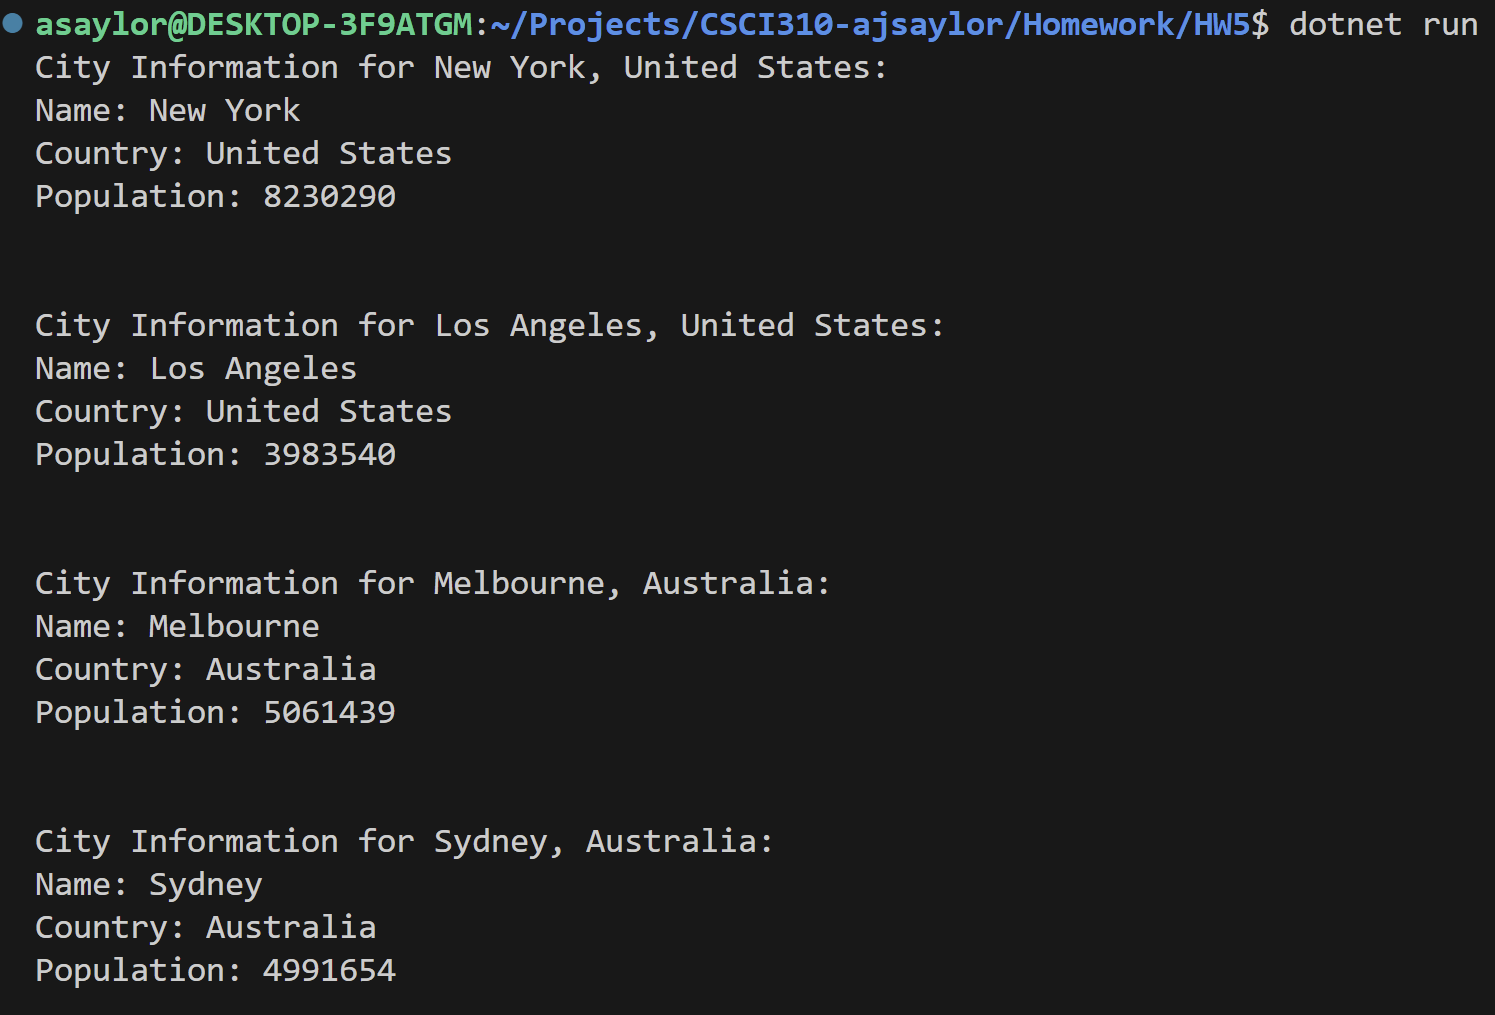 asaylor@DESKTOP-3F9ATGM:~/Projects/CSCI310-ajsaylor/Homework/HW5$ dotnet run
City Information for New York, United States:
Name: New York
Country: United States
Population: 8230290
City Information for Los Angeles, United States:
Name: Los Angeles
Country: United States
Population: 3983540
City Information for Melbourne, Australia:
Name: Melbourne
Country: Australia
Population: 5061439
City Information for Sydney, Australia:
Name: Sydney
Country: Australia
Population: 4991654